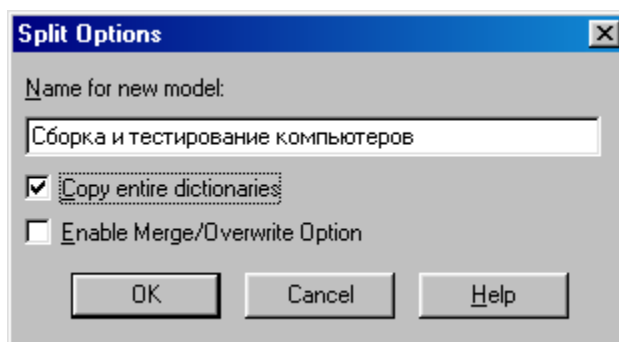 Split Options
Name for new model:
Сборка и тестирование компьютеров
Copy entire dictionaries
Enable Merge/Overwrite Option
OK Cancel Help